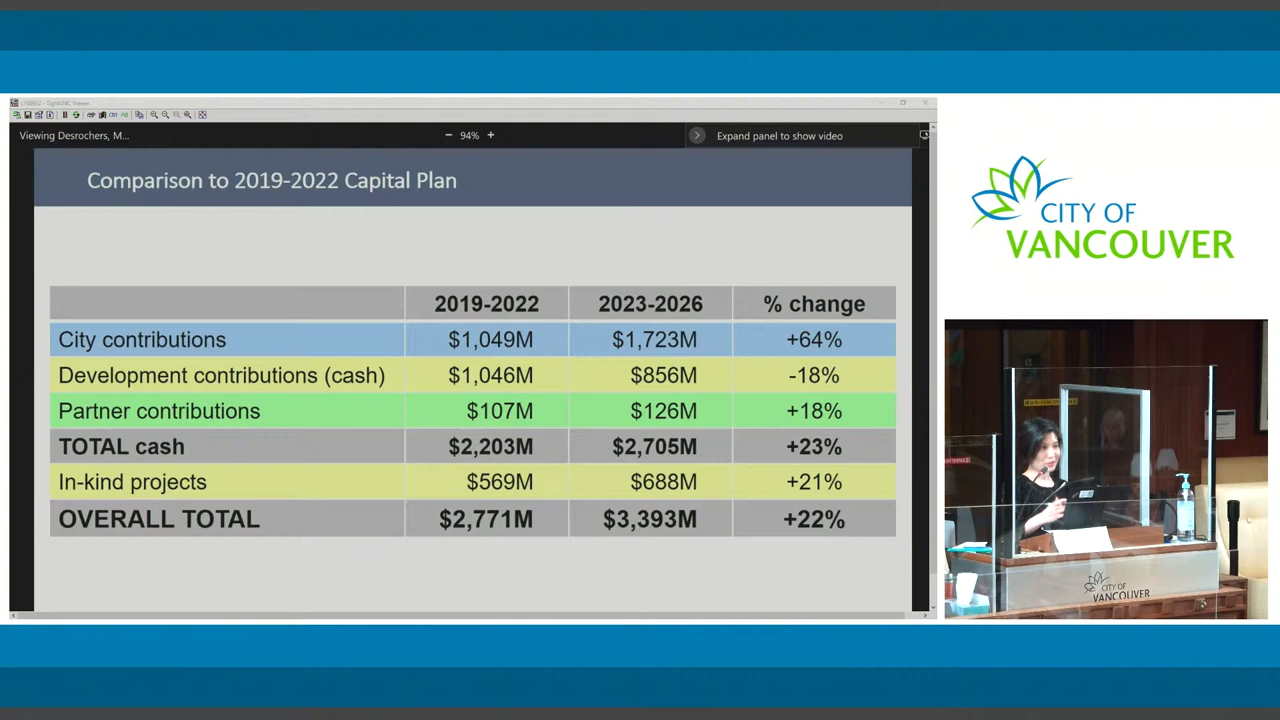 Viewing Desrochers, M...
94%
Expand panel to show video
Comparison to 2019-2022 Capital Plan
2019-2022 2023-2026 % change
City contributions $1,049M $1,723M +64%
Development contributions (cash) $1,046M $856M -18%
Partner contributions $107M $126M +18%
TOTAL cash $2,203M $2,705M +23%
In-kind projects $569M $688M +21%
OVERALL TOTAL $2,771M $3,393M +22%
CITY OF
VANCOUVER
CITY OF
VANCOUVER